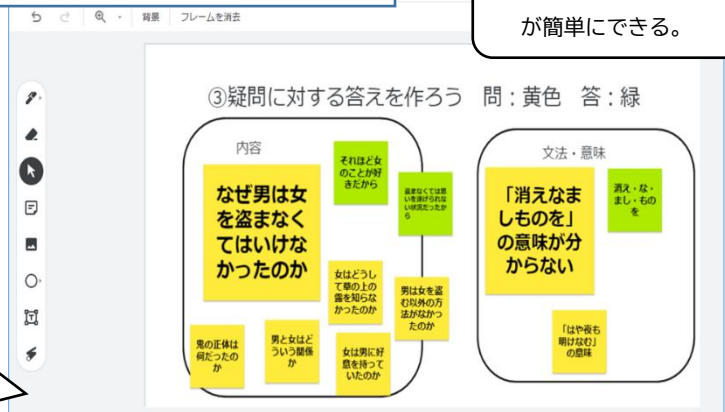 背景 フレームを消去
が簡単にできる。
③疑問に対する答えを作ろう 問：黄色 答：緑
内容
なぜ男は女
を盗まなく
てはいけな
かったのか
それほど女
のことが好
きだから
盗まなくては思
いを遂げられな
い状況だったか
ら
女はどうし
て草の上の
露を知らな
かったのか
男は女を盗
む以外の方
法がなかっ
たのか
鬼の正体は
何だったの
か
男と女はど
ういう関係
か
女は男に好
意を持って
いたのか
文法・意味
「消えなま
しものを」
の意味が分
からない
消え・な・
まし・もの
を
「はや夜も
明けなむ」
の意味